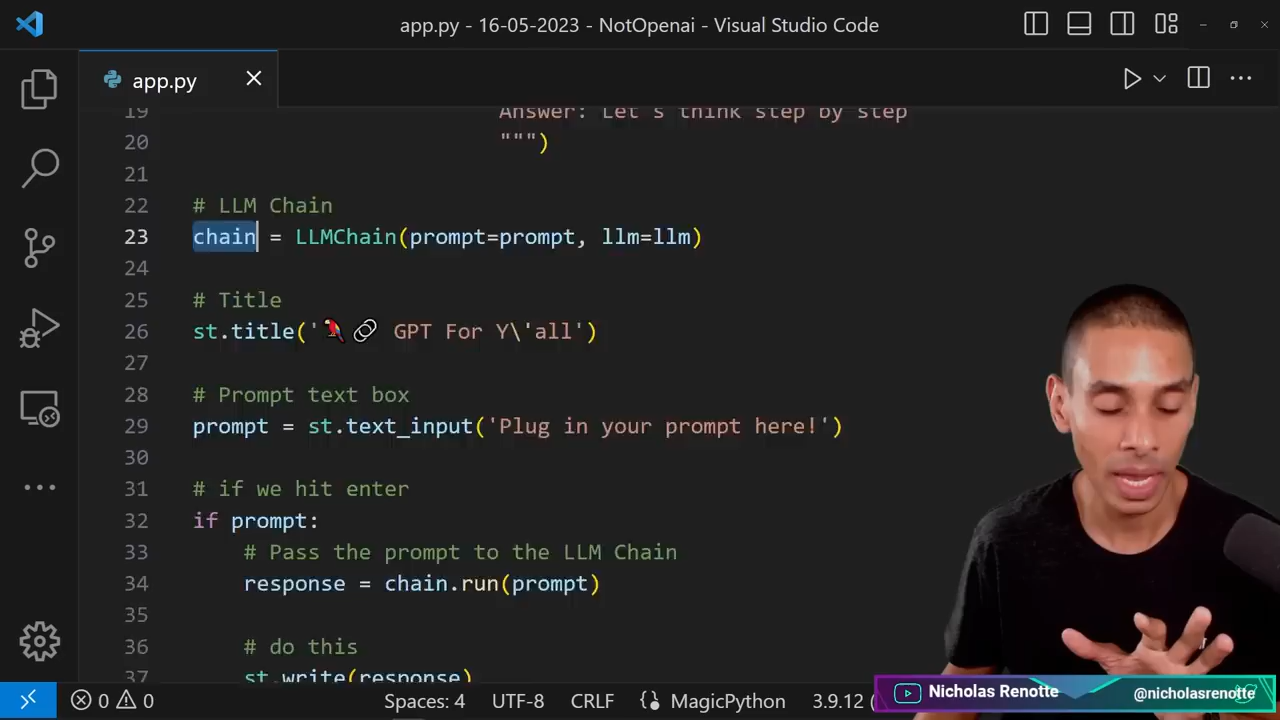 app.py - 16-05-2023 - NotOpenai - Visual Studio Code
app.py
19 Answer: Let's think step by step
20 """)
21
22 # LLM Chain
23 chain = LLMChain(prompt=prompt, llm=llm)
24
25 # Title
26 st.title('🦜🔗 GPT For Y\'all')
27
28 # Prompt text box
29 prompt = st.text_input('Plug in your prompt here!')
30
31 # if we hit enter
32 if prompt:
33 # Pass the prompt to the LLM Chain
34 response = chain.run(prompt)
35
36 # do this
37 st.write(response)
0 0 Spaces: 4 UTF-8 CRLF {} MagicPython 3.9.12 (
Nicholas Renotte @nicholasrenotte